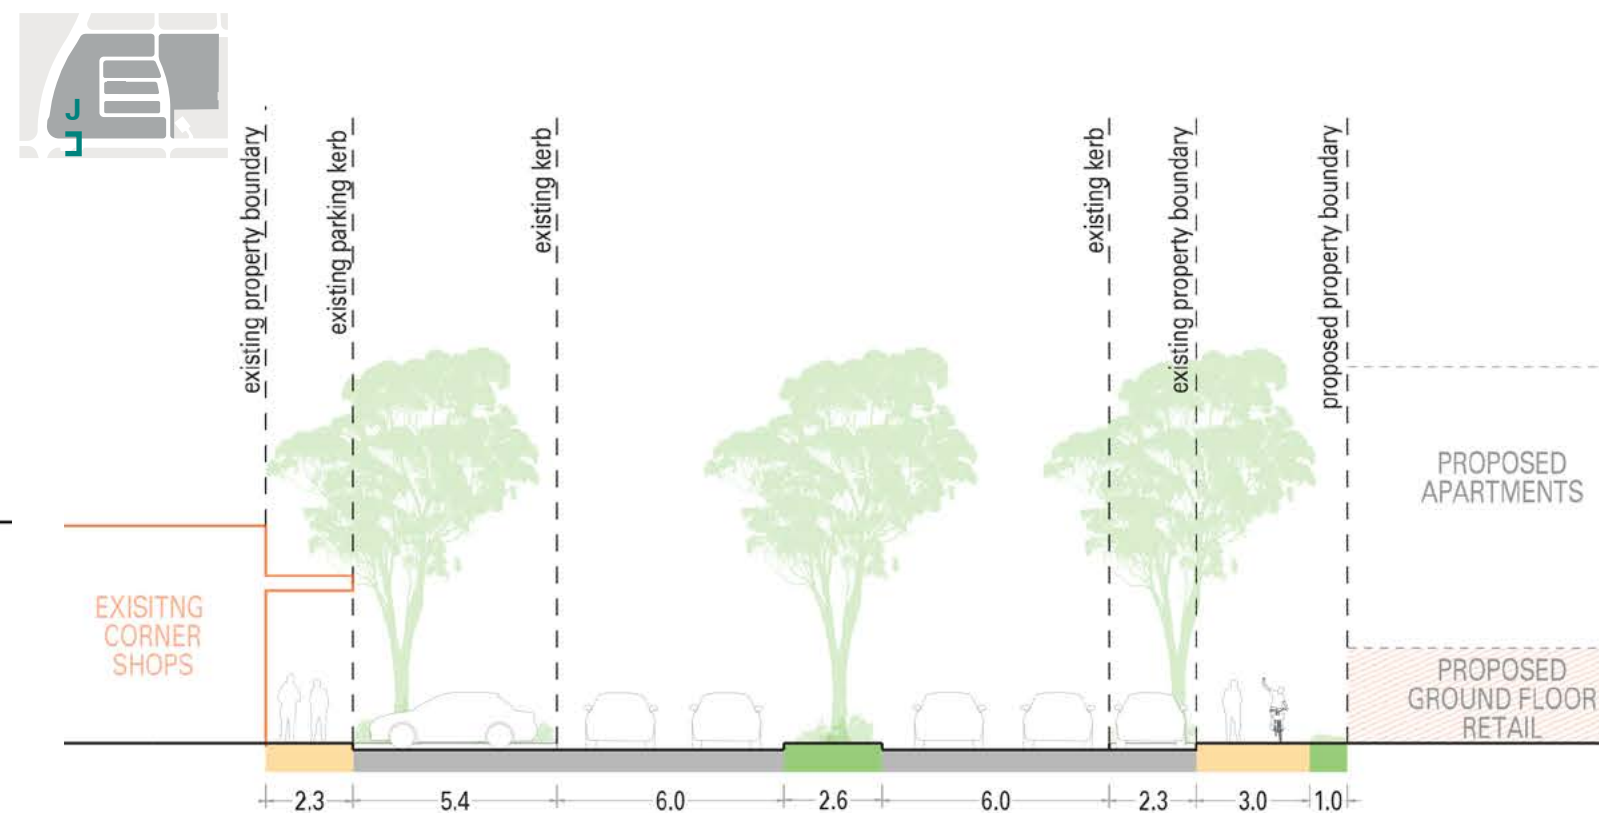 J
existing property boundary
existing parking kerb
existing kerb
existing kerb
existing property boundary
proposed property boundary
PROPOSED
APARTMENTS
EXISITNG
CORNER
SHOPS
PROPOSED
GROUND FLOOR
RETAIL
2.3 5.4 6.0 2.6 6.0 2.3 3.0 1.0